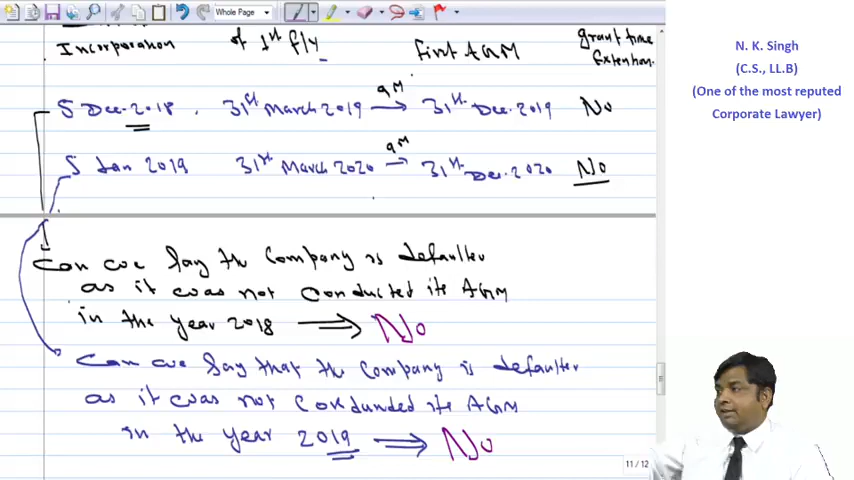 Whole Page
Incorporation of 1st F/Y First AGM grant time Extention.
5 Dec. 2018. 31st March 2019 9M → 31st Dec. 2019 No
5 Jan 2019 31st March 2020 9M → 31st Dec. 2020 No
Can we Say the Company is defaulter
as it was not Conducted its AGM
in the year 2018 ⇒ No
Can we Say that the Company is defaulter
as it was not Condunded its AGM
in the year 2019 ⇒ No
11/12
N. K. Singh
(C.S., LL.B)
(One of the most reputed
Corporate Lawyer)